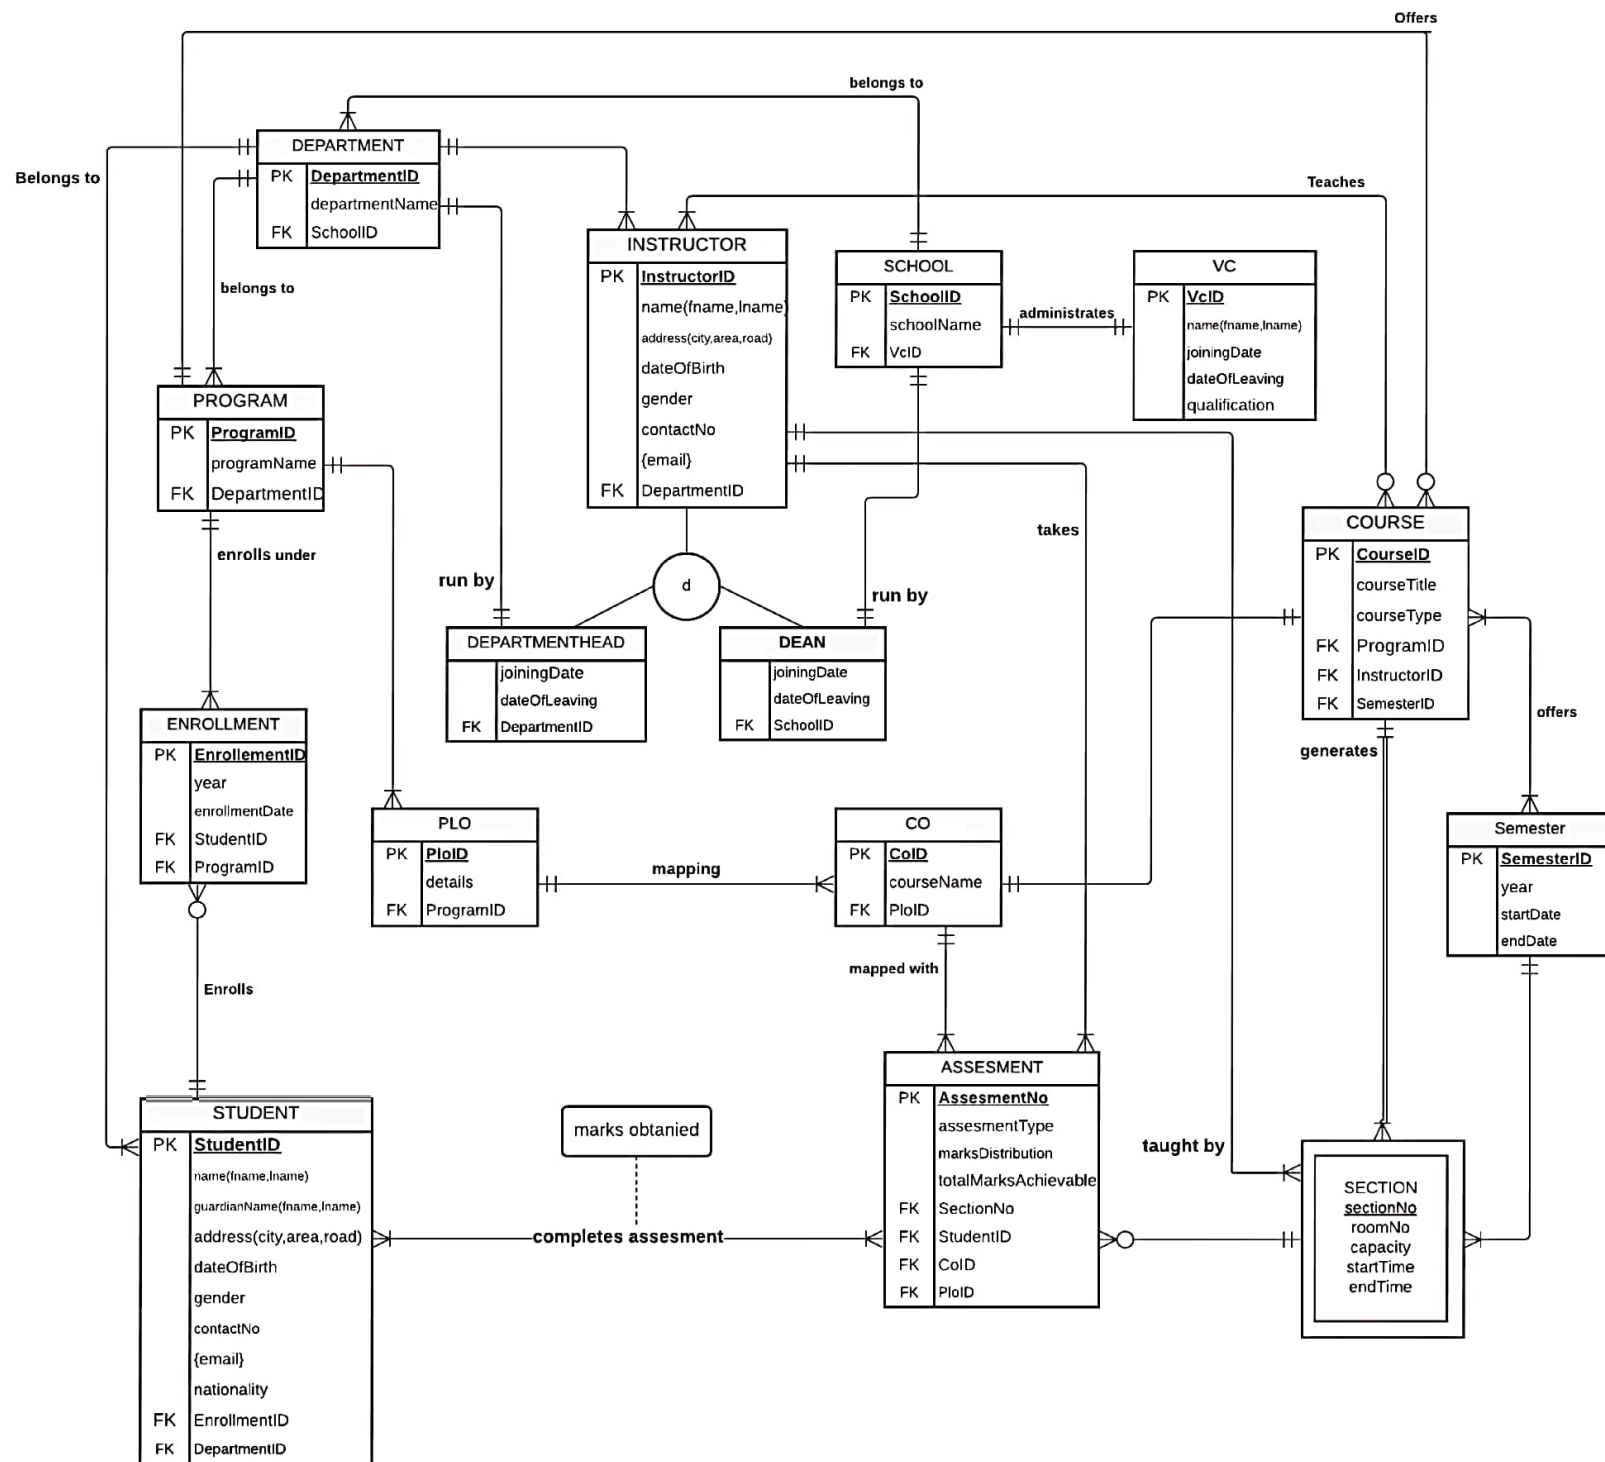 Offers
belongs to
DEPARTMENT
PK DepartmentID
departmentName
FK SchoolID
Belongs to
belongs to
Teaches
INSTRUCTOR
PK InstructorID
name(fname,lname)
address(city,area,road)
dateOfBirth
gender
contactNo
{email}
FK DepartmentID
SCHOOL
PK SchoolID
schoolName
FK VcID
administrates
VC
PK VcID
name(fname,lname)
joiningDate
dateOfLeaving
qualification
PROGRAM
PK ProgramID
programName
FK DepartmentID
enrolls under
run by
d
run by
takes
DEPARTMENTHEAD
joiningDate
dateOfLeaving
FK DepartmentID
DEAN
joiningDate
dateOfLeaving
FK SchoolID
COURSE
PK CourseID
courseTitle
courseType
FK ProgramID
FK InstructorID
FK SemesterID
offers
generates
ENROLLMENT
PK EnrollementID
year
enrollmentDate
FK StudentID
FK ProgramID
PLO
PK PloID
details
FK ProgramID
mapping
CO
PK CoID
courseName
FK PloID
Semester
PK SemesterID
year
startDate
endDate
mapped with
Enrolls
STUDENT
PK StudentID
name(fname,lname)
guardianName(fname,lname)
address(city,area,road)
dateOfBirth
gender
contactNo
{email}
nationality
FK EnrollmentID
FK DepartmentID
marks obtanied
completes assesment
ASSESMENT
PK AssesmentNo
assesmentType
marksDistribution
totalMarksAchievable
FK SectionNo
FK StudentID
FK CoID
FK PloID
taught by
SECTION
sectionNo
roomNo
capacity
startTime
endTime